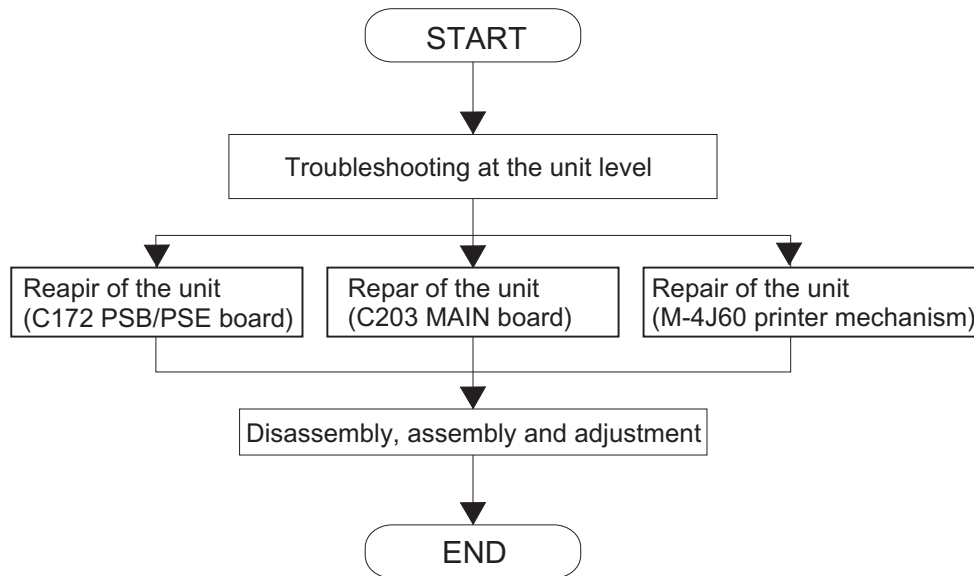 START
Troubleshooting at the unit level
Reapir of the unit
(C172 PSB/PSE board)
Repar of the unit
(C203 MAIN board)
Repair of the unit
(M-4J60 printer mechanism)
Disassembly, assembly and adjustment
END